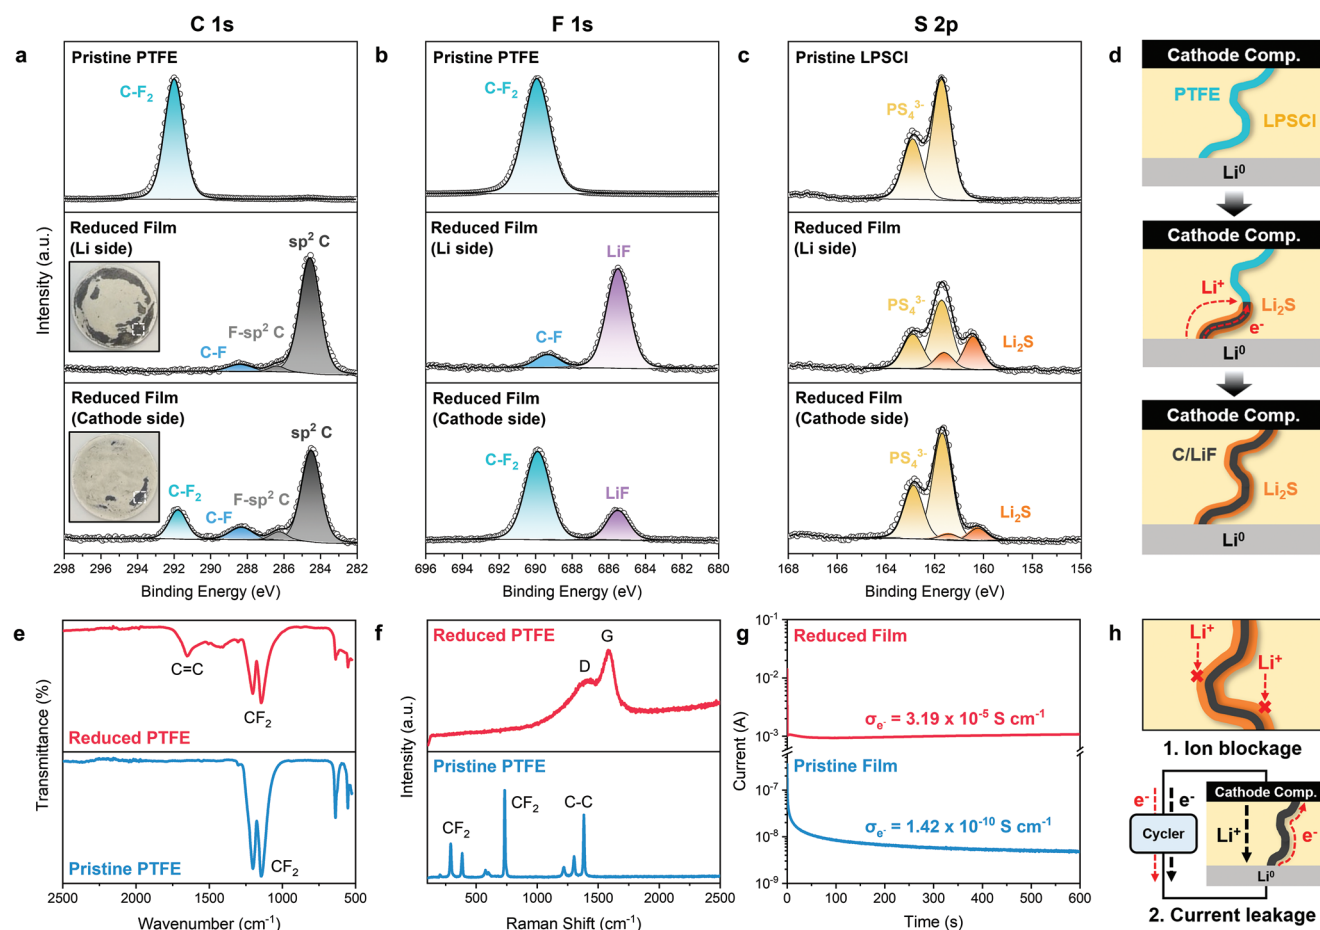 C 1s
F 1s
S 2p
a
Pristine PTFE
C-F₂
Reduced Film
(Li side)
sp² C
F-sp² C
C-F
Reduced Film
(Cathode side)
sp² C
C-F₂
F-sp² C
C-F
Intensity (a.u.)
298 296 294 292 290 288 286 284 282
Binding Energy (eV)
b
Pristine PTFE
C-F₂
Reduced Film
(Li side)
LiF
C-F
Reduced Film
(Cathode side)
C-F₂
LiF
696 694 692 690 688 686 684 682 680
Binding Energy (eV)
c
Pristine LPSCl
PS₄³⁻
Reduced Film
(Li side)
PS₄³⁻
Li₂S
Reduced Film
(Cathode side)
PS₄³⁻
Li₂S
168 166 164 162 160 158 156
Binding Energy (eV)
d
Cathode Comp.
PTFE
LPSCl
Li⁰
Cathode Comp.
Li⁺
Li₂S
e⁻
Li⁰
Cathode Comp.
C/LiF
Li₂S
Li⁰
e
C=C
CF₂
Reduced PTFE
Pristine PTFE
CF₂
Transmittance (%)
2500 2000 1500 1000 500
Wavenumber (cm⁻¹)
f
Reduced PTFE
G
D
Pristine PTFE
CF₂
CF₂
C-C
Intensity (a.u.)
500 1000 1500 2000 2500
Raman Shift (cm⁻¹)
g
10⁻¹
Reduced Film
10⁻²
σₑ- = 3.19 x 10⁻⁵ S cm⁻¹
10⁻³
Pristine Film
10⁻⁷
σₑ- = 1.42 x 10⁻¹⁰ S cm⁻¹
10⁻⁸
10⁻⁹
Current (A)
0 100 200 300 400 500 600
Time (s)
h
Li⁺
Li⁺
1. Ion blockage
e⁻
e⁻
Cycler
Cathode Comp.
Li⁺
e⁻
Li⁰
2. Current leakage